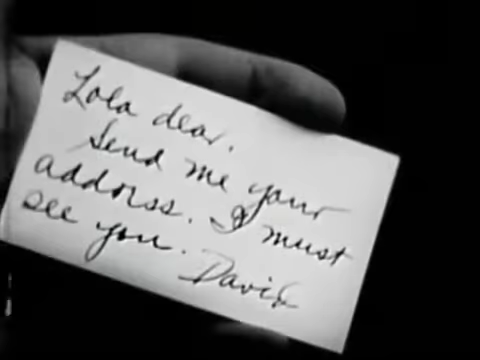 Lola dear.
Send me your
address. I must
see you.
David